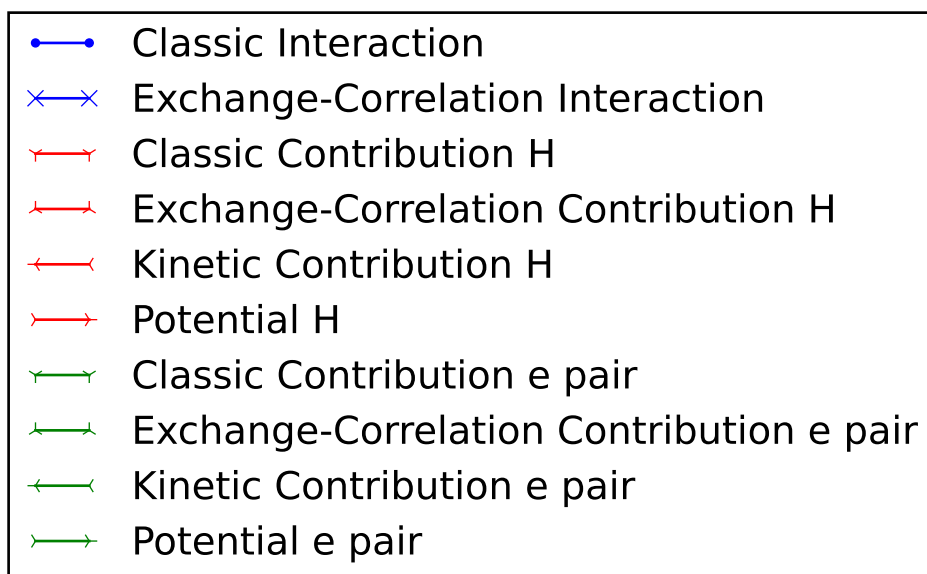 Classic Interaction
Exchange-Correlation Interaction
Classic Contribution H
Exchange-Correlation Contribution H
Kinetic Contribution H
Potential H
Classic Contribution e pair
Exchange-Correlation Contribution e pair
Kinetic Contribution e pair
Potential e pair